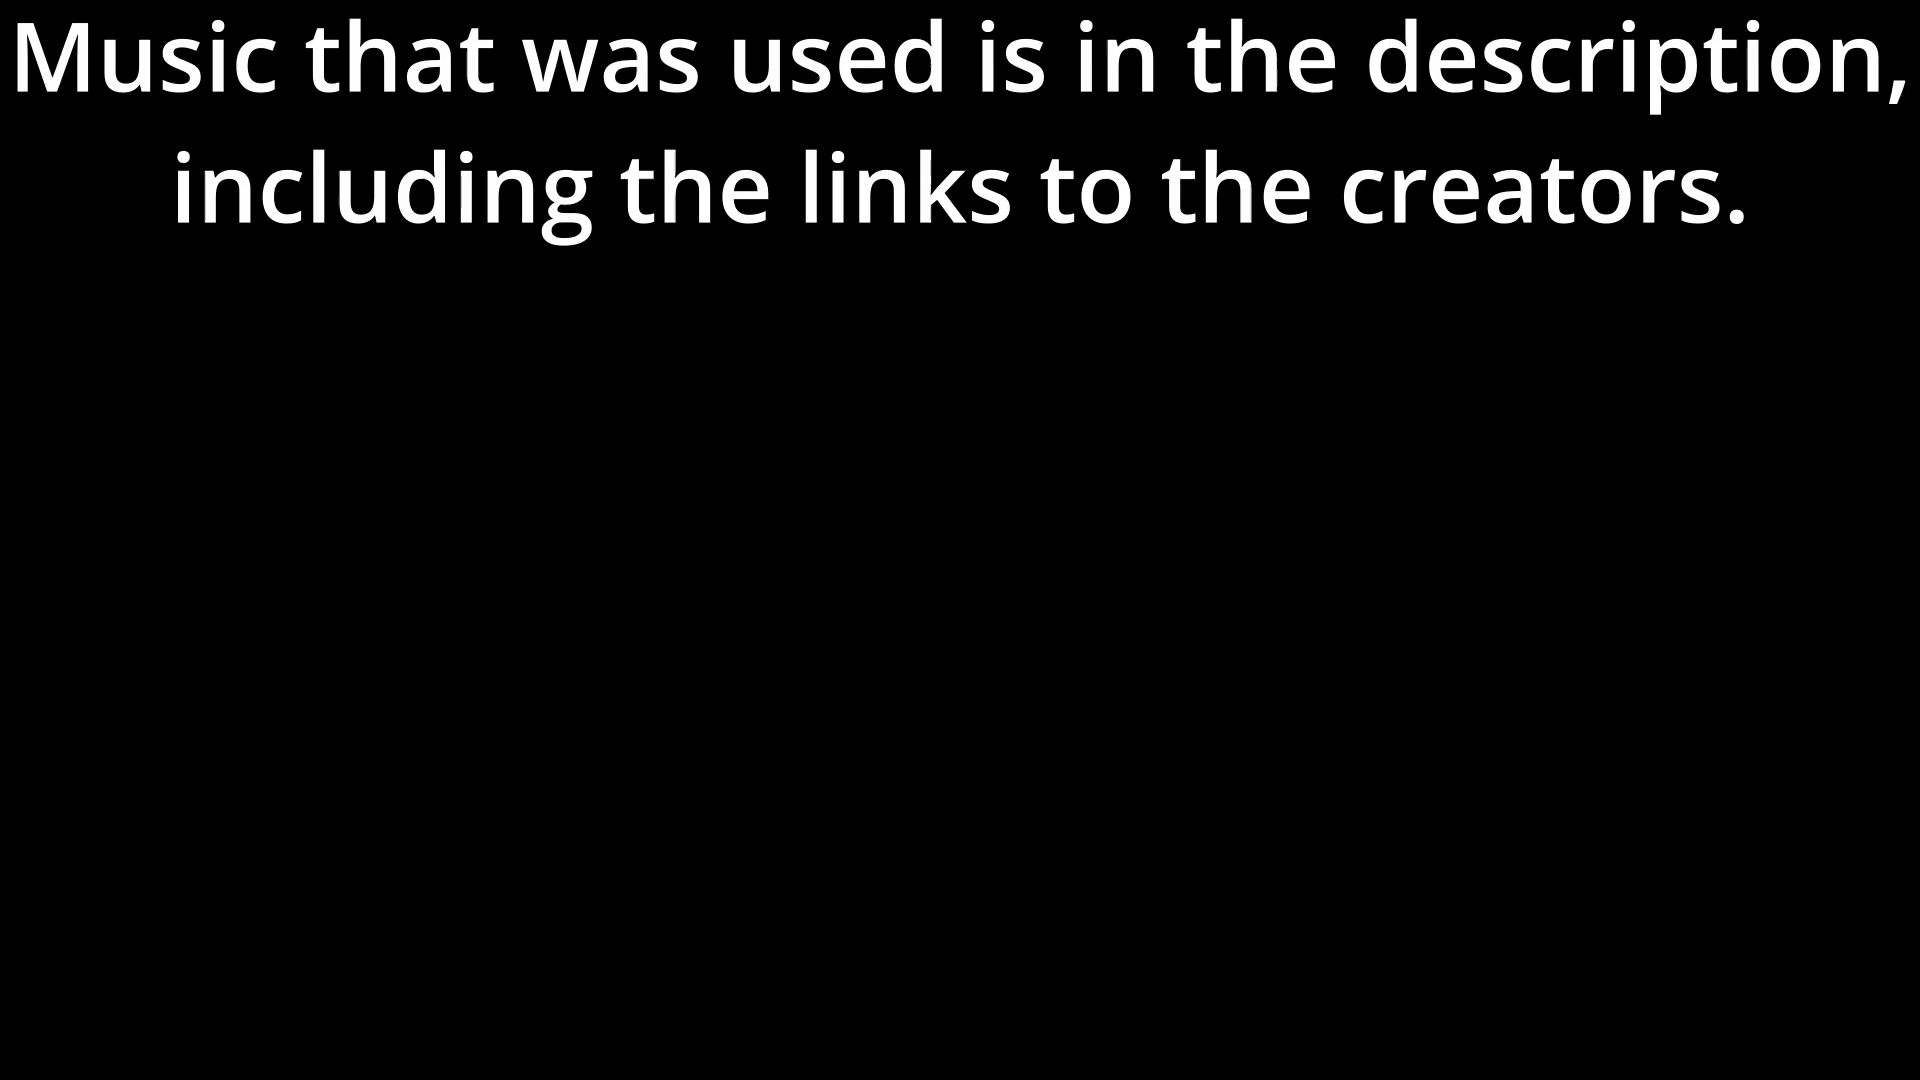 Music that was used is in the description,
including the links to the creators.